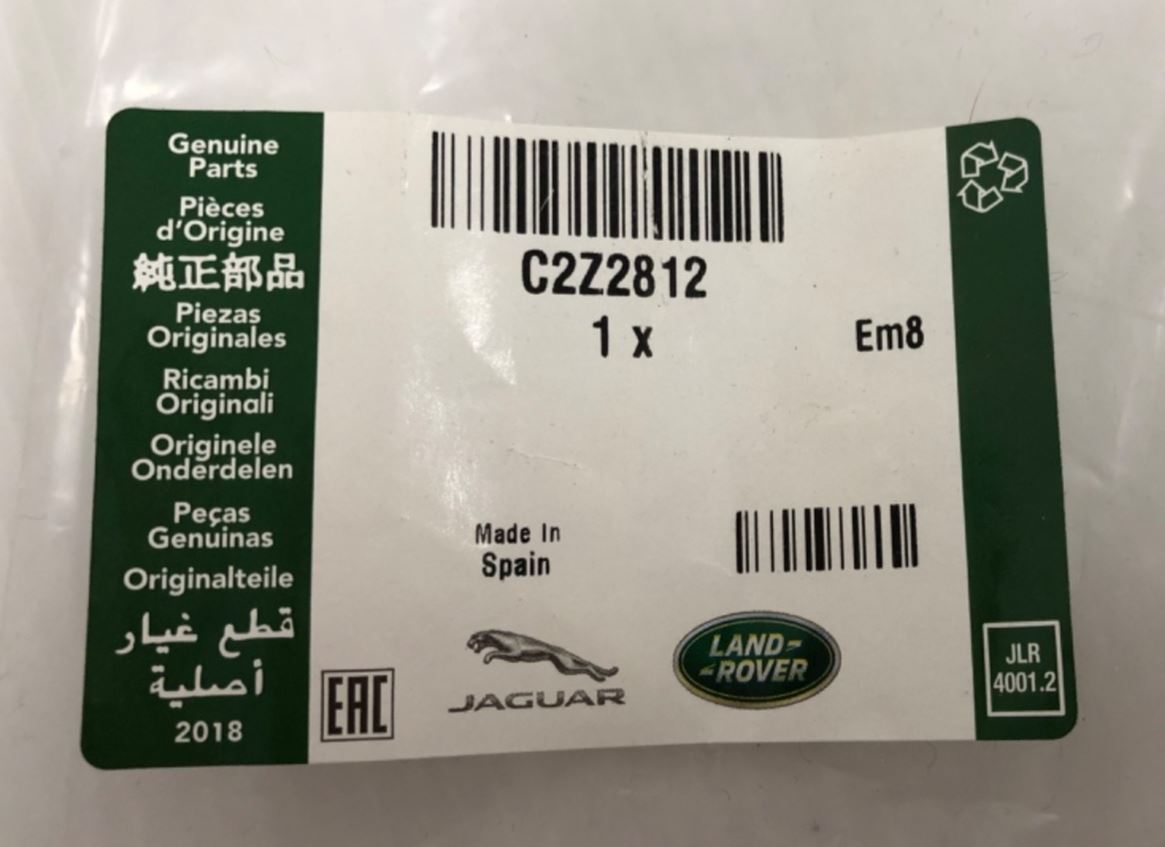 Genuine
Parts
Pièces
d'Origine
純正部品
Piezas
Originales
Ricambi
Originali
Originele
Onderdelen
Peças
Genuinas
Originalteile
قطع غيار
أصلية
2018
C2Z2812
1 x
Em8
Made In
Spain
EAC
JAGUAR
LAND-
-ROVER
JLR
4001.2